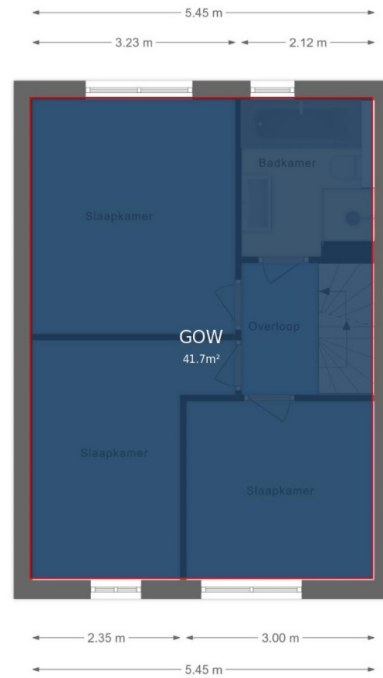 5.45 m
3.23 m
2.12 m
Badkamer
Slaapkamer
Overloop
GOW
41.7m²
Slaapkamer
Slaapkamer
2.35 m
3.00 m
5.45 m